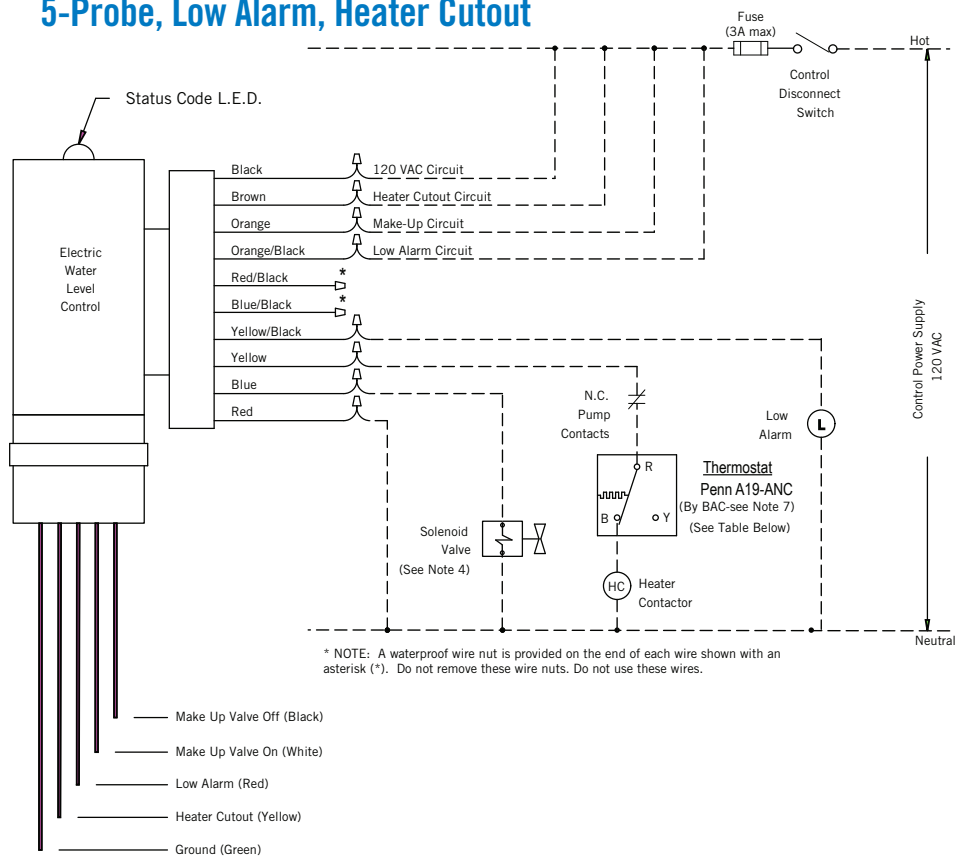 5-Probe, Low Alarm, Heater Cutout
Fuse
(3A max)
Hot
Control
Disconnect
Switch
Status Code L.E.D.
Black
120 VAC Circuit
Brown
Heater Cutout Circuit
Orange
Make-Up Circuit
Orange/Black
Low Alarm Circuit
Red/Black
*
Blue/Black
*
Yellow/Black
Yellow
Blue
Red
Electric
Water
Level
Control
Control Power Supply
120 VAC
N.C.
Pump
Contacts
Low
Alarm
L
R
B
Y
Thermostat
Penn A19-ANC
(By BAC-see Note 7)
(See Table Below)
Solenoid
Valve
(See Note 4)
HC
Heater
Contactor
Neutral
* NOTE: A waterproof wire nut is provided on the end of each wire shown with an
asterisk (*). Do not remove these wire nuts. Do not use these wires.
Make Up Valve Off (Black)
Make Up Valve On (White)
Low Alarm (Red)
Heater Cutout (Yellow)
Ground (Green)